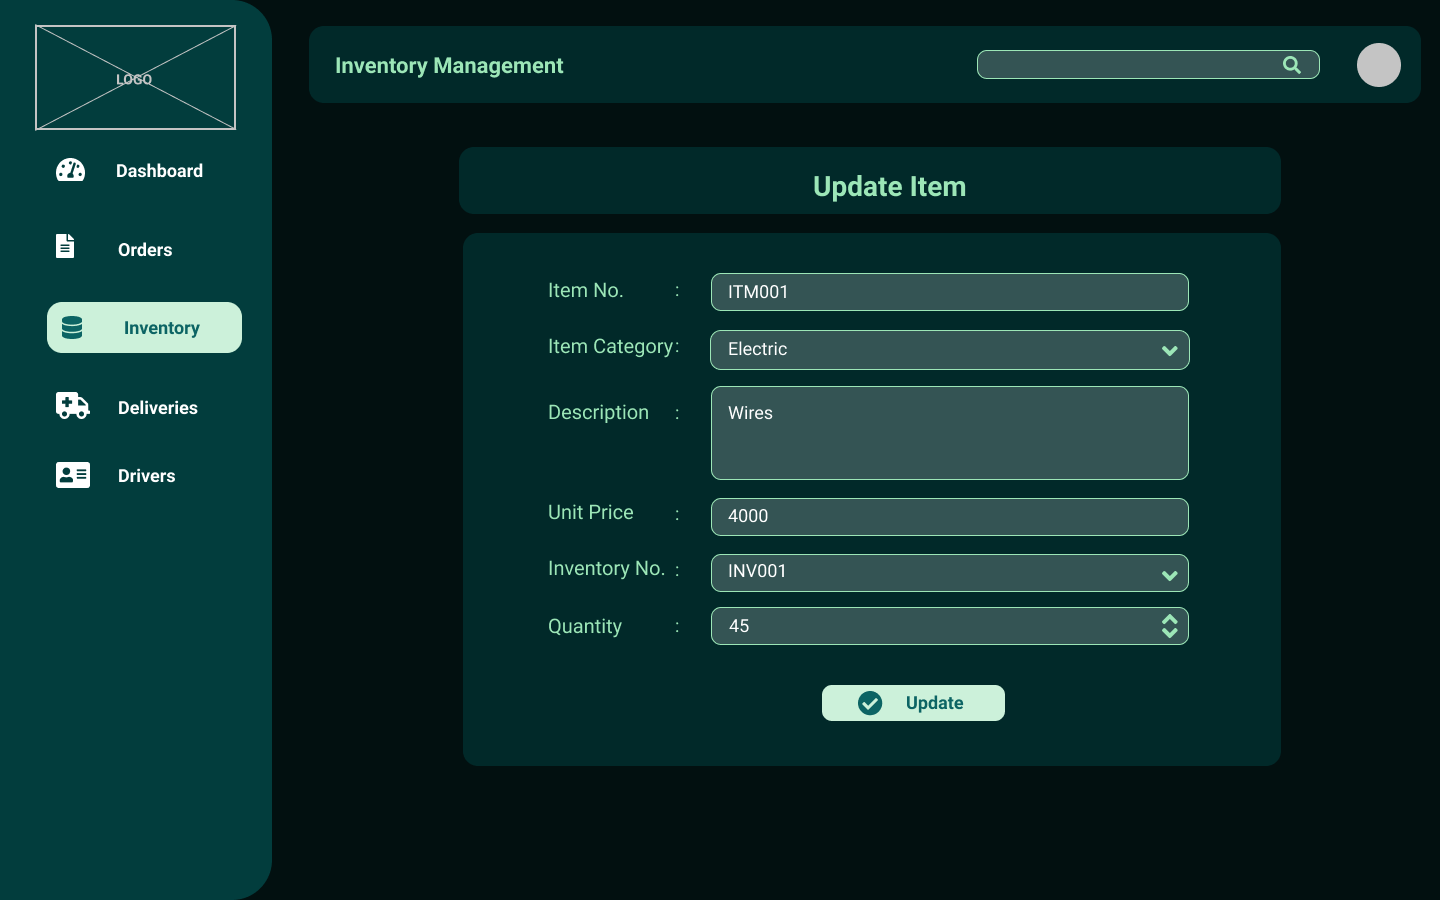 LOGO
Dashboard
Orders
Inventory
Deliveries
Drivers
Inventory Management
Update Item
Item No. : ITM001
Item Category: Electric
Description : Wires
Unit Price : 4000
Inventory No. : INV001
Quantity : 45
Update